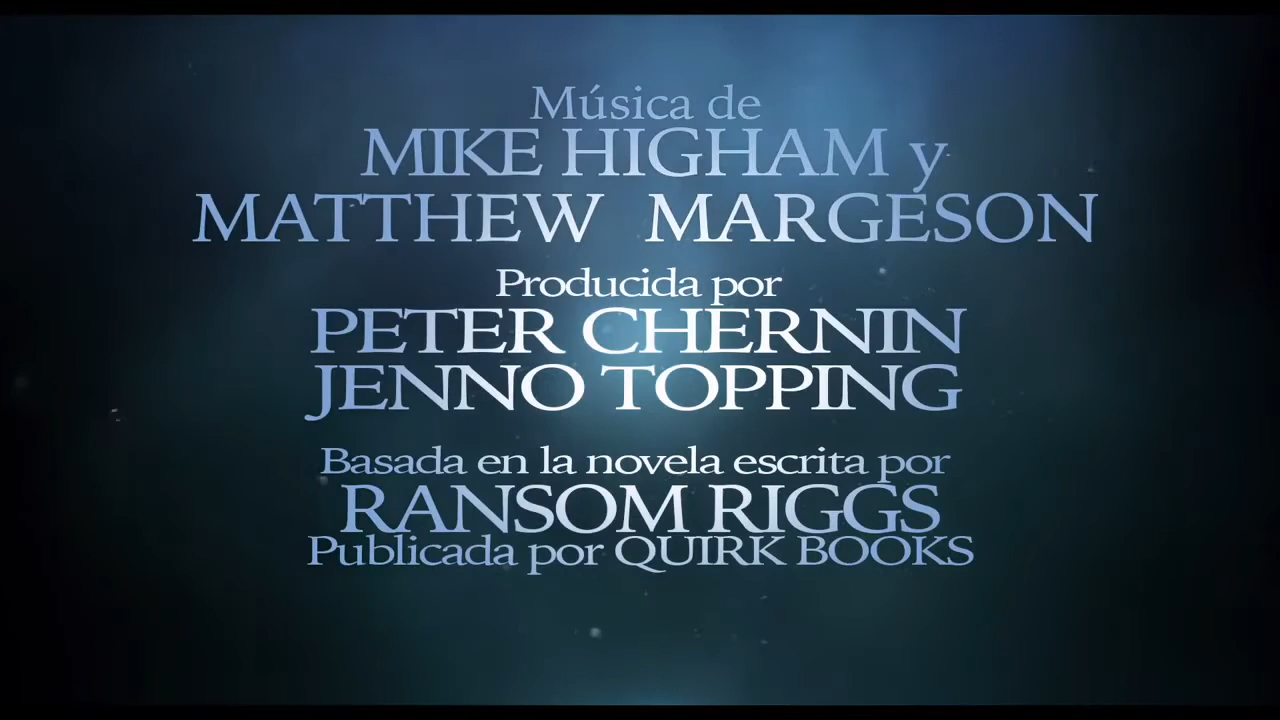 Música de
MIKE HIGHAM y
MATTHEW MARGESON
Producida por
PETER CHERNIN
JENNO TOPPING
Basada en la novela escrita por
RANSOM RIGGS
Publicada por QUIRK BOOKS